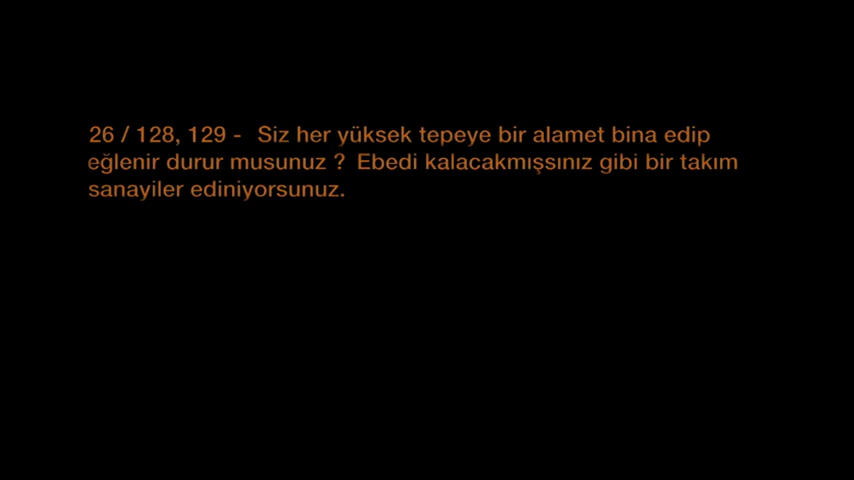 26 / 128, 129 - Siz her yüksek tepeye bir alamet bina edip
eğlenir durur musunuz ? Ebedi kalacakmışsınız gibi bir takım
sanayiler ediniyorsunuz.